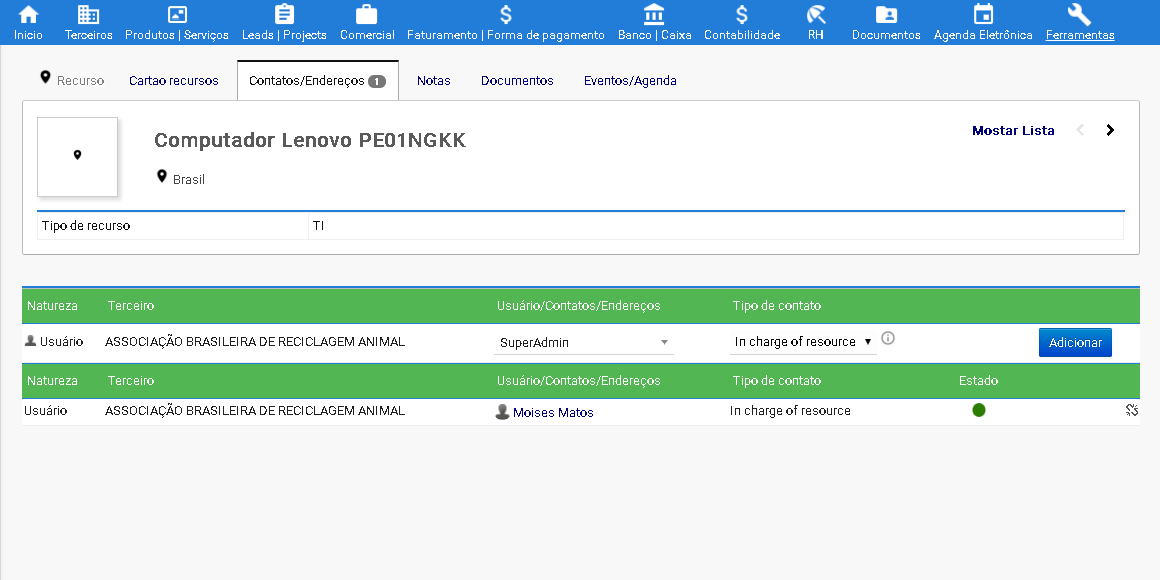 Início Terceiros Produtos | Serviços Leads | Projects Comercial Faturamento | Forma de pagamento Banco | Caixa Contabilidade RH Documentos Agenda Eletrônica Ferramentas
Recurso Cartao recursos Contatos/Endereços 1 Notas Documentos Eventos/Agenda
Computador Lenovo PE01NGKK Mostar Lista
Brasil
Tipo de recurso TI
Natureza Terceiro Usuário/Contatos/Endereços Tipo de contato
Usuário ASSOCIAÇÃO BRASILEIRA DE RECICLAGEM ANIMAL SuperAdmin In charge of resource Adicionar
Natureza Terceiro Usuário/Contatos/Endereços Tipo de contato Estado
Usuário ASSOCIAÇÃO BRASILEIRA DE RECICLAGEM ANIMAL Moises Matos In charge of resource